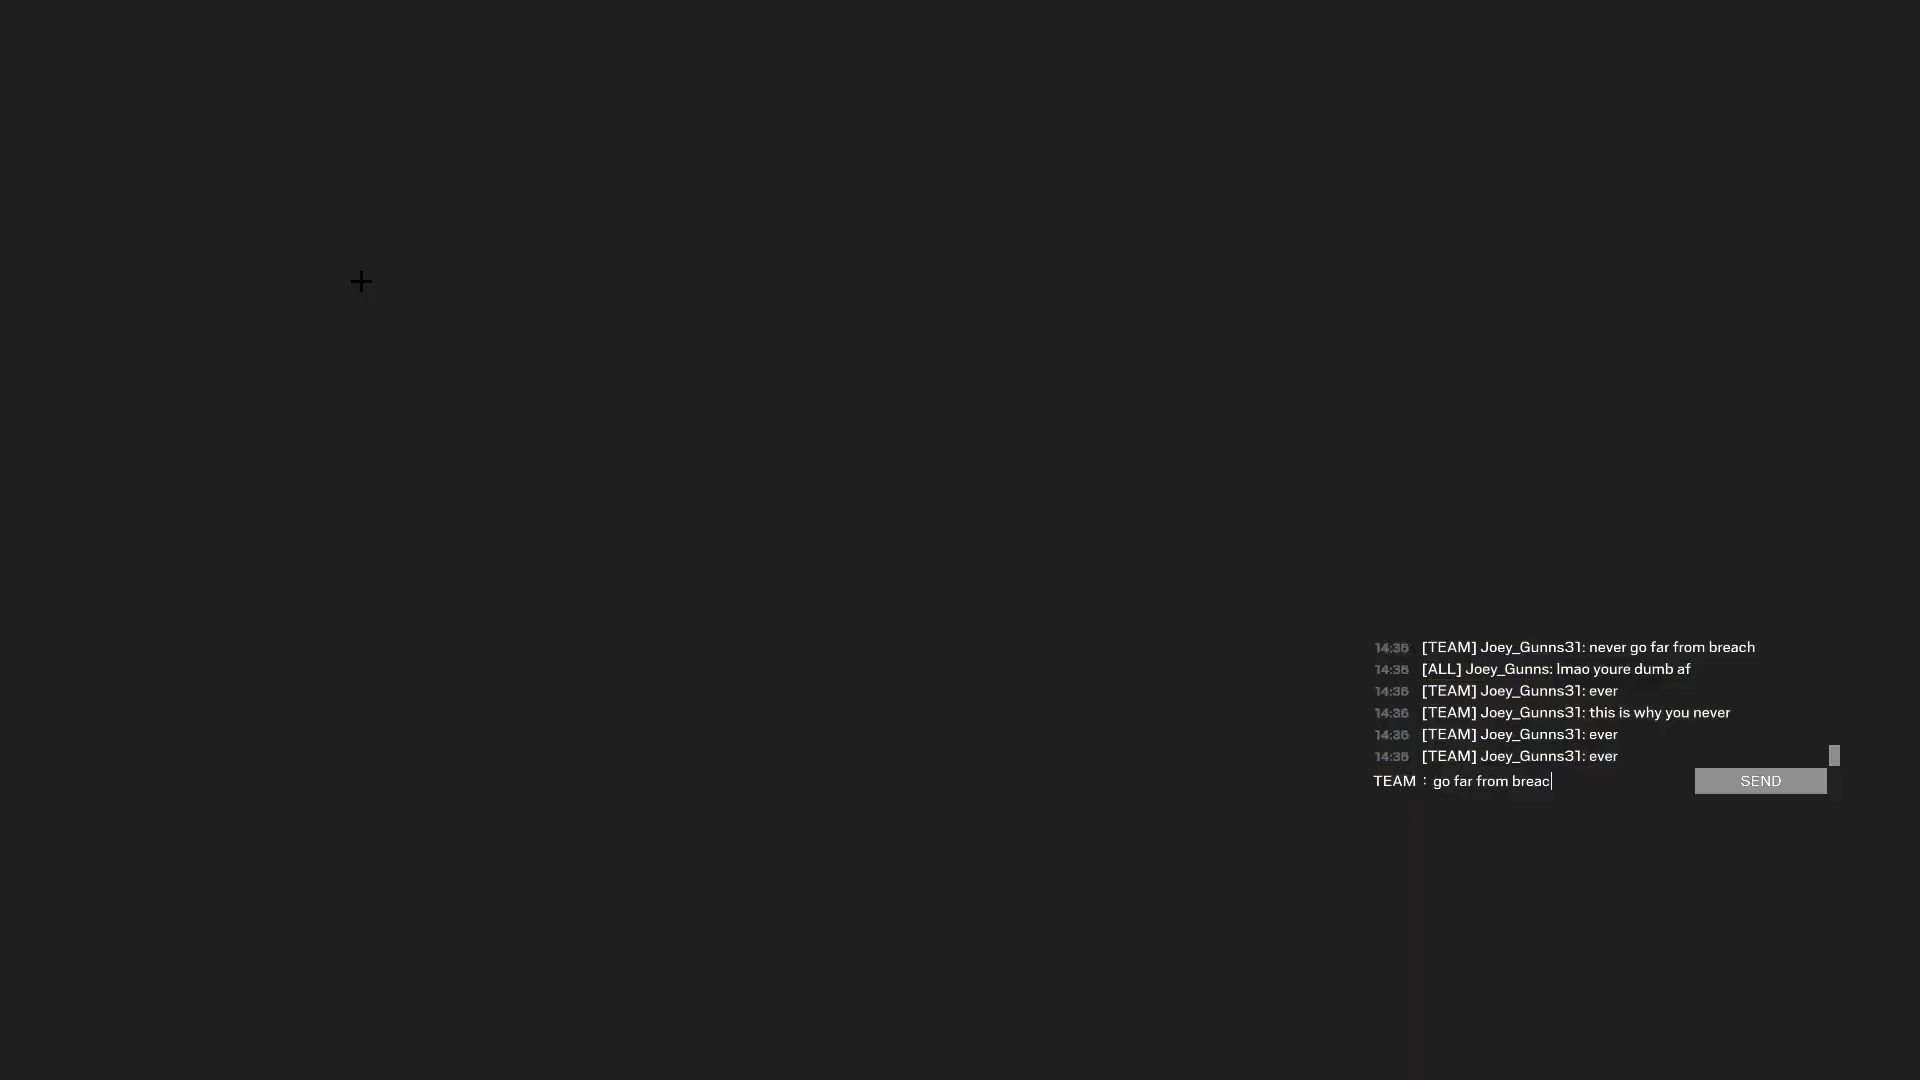 14:36 [TEAM] Joey_Gunns31: never go far from breach
14:36 [ALL] Joey_Gunns: lmao youre dumb af
14:36 [TEAM] Joey_Gunns31: ever
14:36 [TEAM] Joey_Gunns31: this is why you never
14:36 [TEAM] Joey_Gunns31: ever
14:36 [TEAM] Joey_Gunns31: ever
TEAM : go far from breac SEND